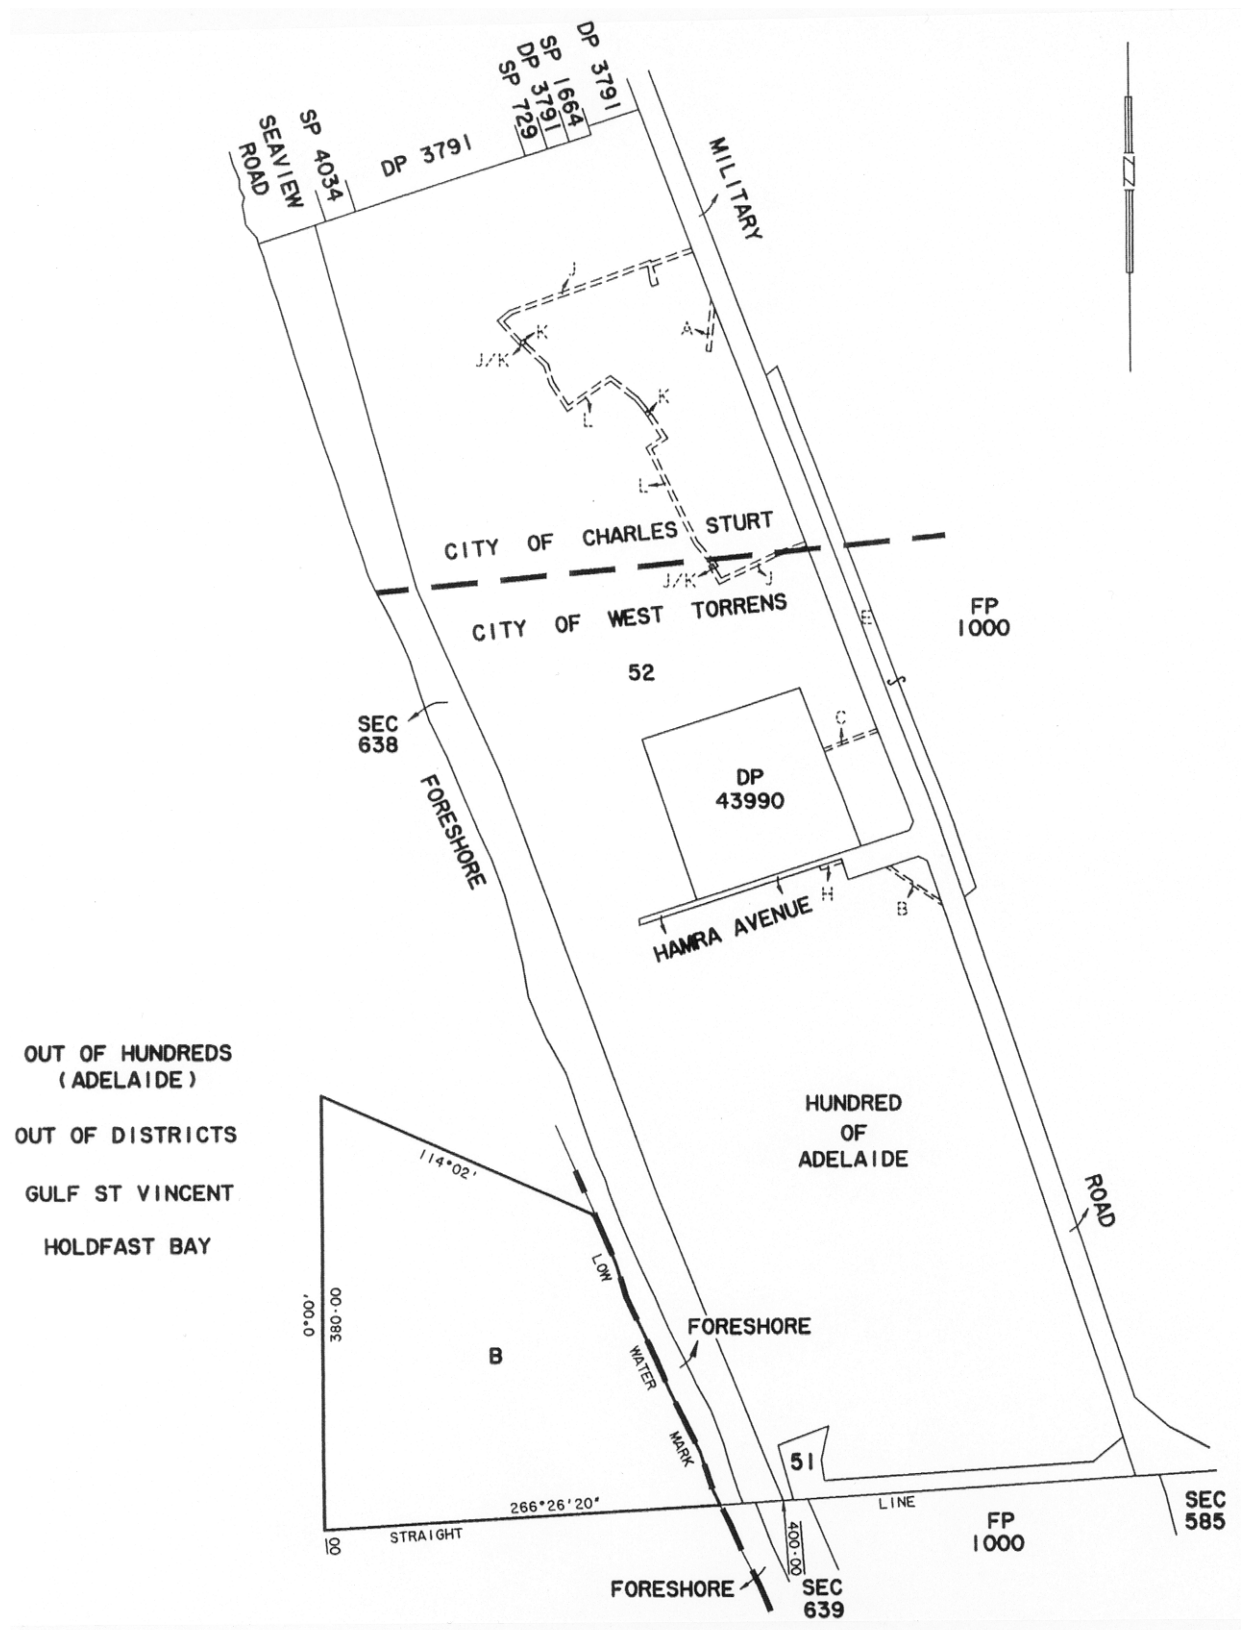 DP 3791
SP 1664
DP 3791
SP 729
DP 3791
SP 4034
SEAVIEW
ROAD
MILITARY
N
J
A
K
J/K
K
L
L
CITY OF CHARLES STURT
J/K
J
CITY OF WEST TORRENS
E
FP
1000
52
S
SEC
638
C
DP
43990
FORESHORE
H
B
HAMRA AVENUE
OUT OF HUNDREDS
(ADELAIDE)
OUT OF DISTRICTS
GULF ST VINCENT
HOLDFAST BAY
HUNDRED
OF
ADELAIDE
114°02'
ROAD
LOW
WATER
MARK
0°00'
380·00
B
FORESHORE
51
266°26'20"
STRAIGHT
LINE
00
400·00
FP
1000
SEC
585
FORESHORE
SEC
639